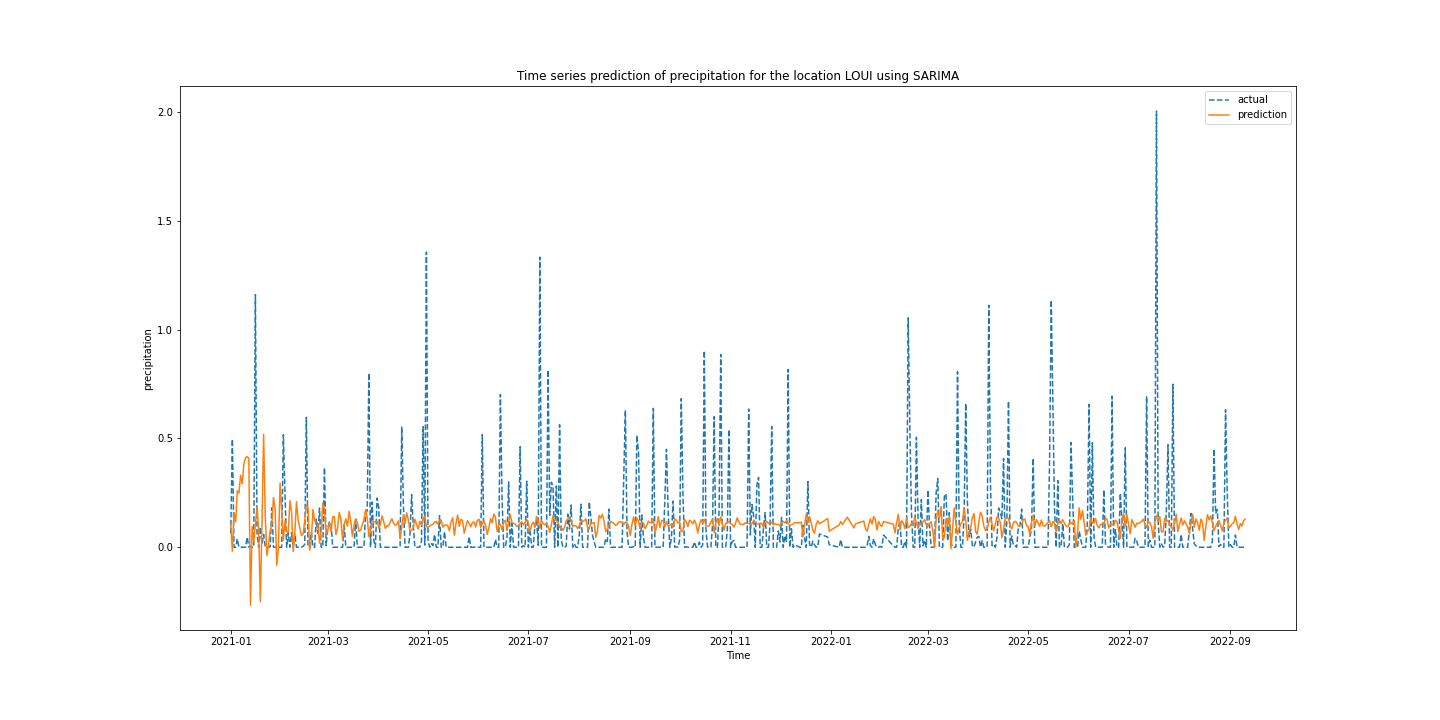 Time series prediction of precipitation for the location LOUI using SARIMA
actual
prediction
2.0
1.5
1.0
0.5
0.0
precipitation
2021-01 2021-03 2021-05 2021-07 2021-09 2021-11 2022-01 2022-03 2022-05 2022-07 2022-09
Time